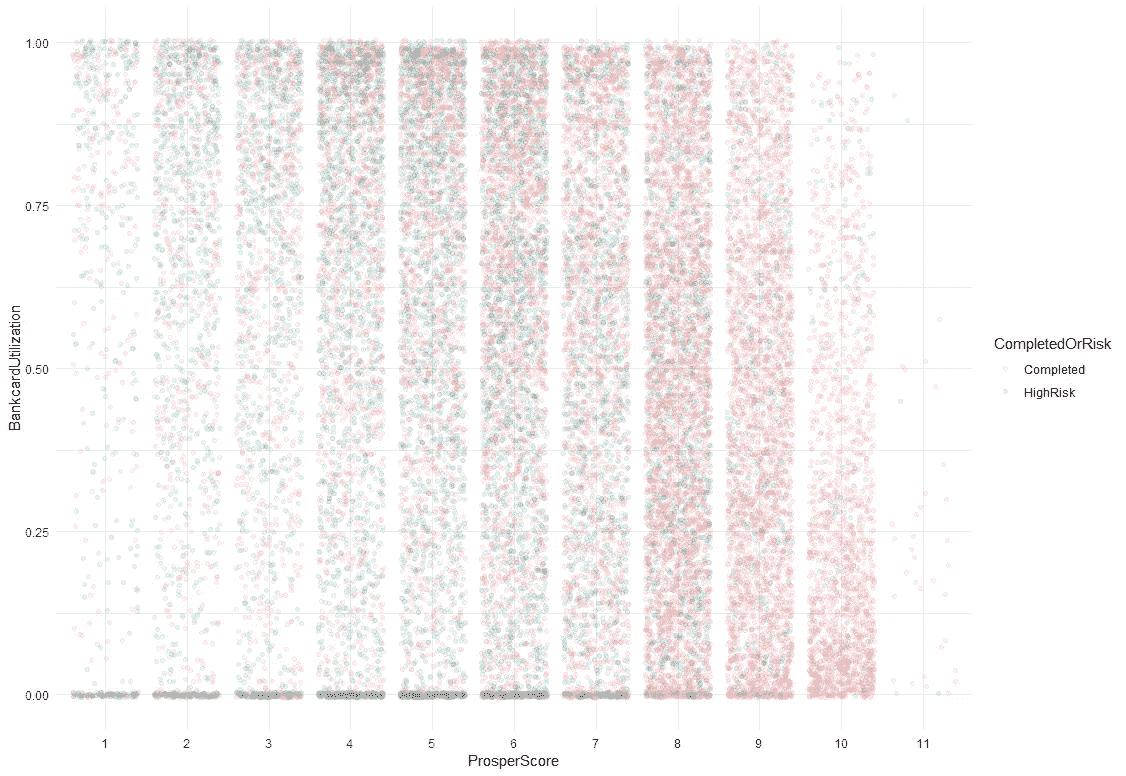 1.00
0.75
0.50
0.25
0.00
BankcardUtilization
1 2 3 4 5 6 7 8 9 10 11
ProsperScore
CompletedOrRisk
Completed
HighRisk